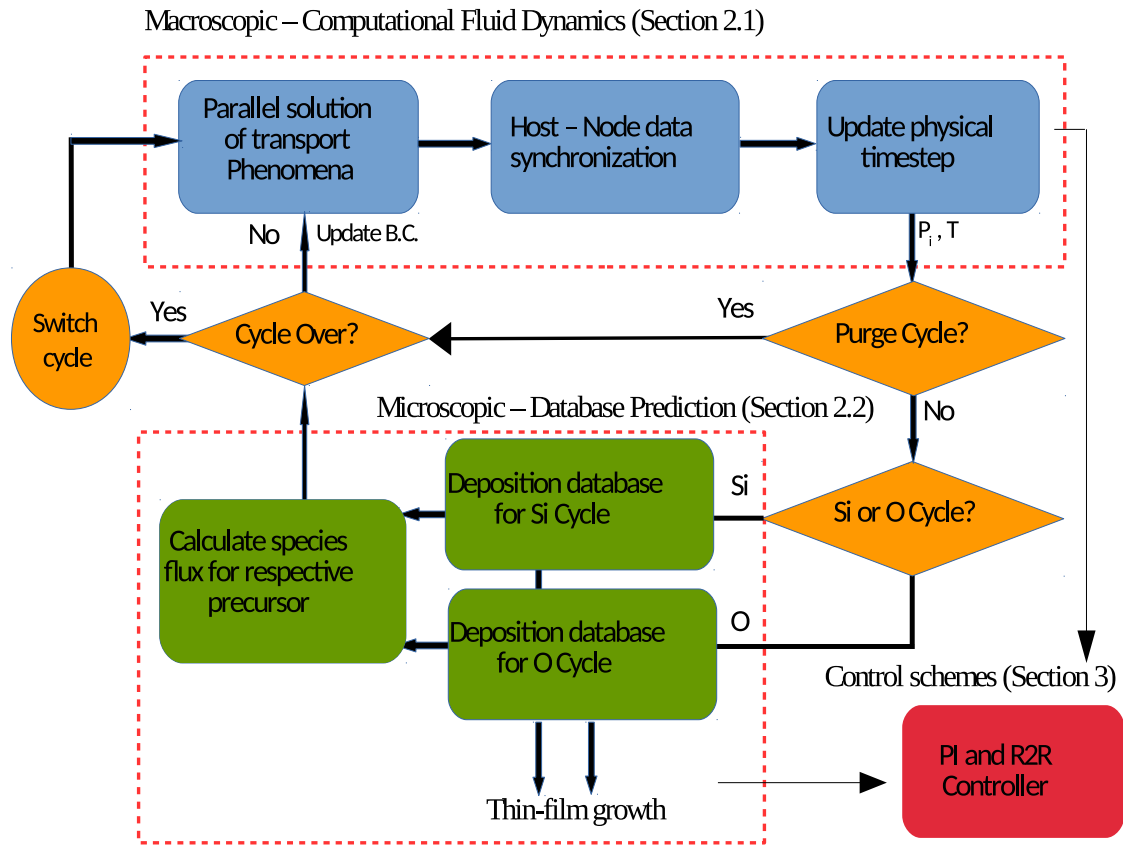 Macroscopic – Computational Fluid Dynamics (Section 2.1)
Parallel solution
of transport
Phenomena
Host – Node data
synchronization
Update physical
timestep
No
Update B.C.
Pi , T
Switch
cycle
Yes
Cycle Over?
Yes
Purge Cycle?
No
Microscopic – Database Prediction (Section 2.2)
Deposition database
for Si Cycle
Si
Si or O Cycle?
Calculate species
flux for respective
precursor
Deposition database
for O Cycle
O
Control schemes (Section 3)
PI and R2R
Controller
Thin-film growth